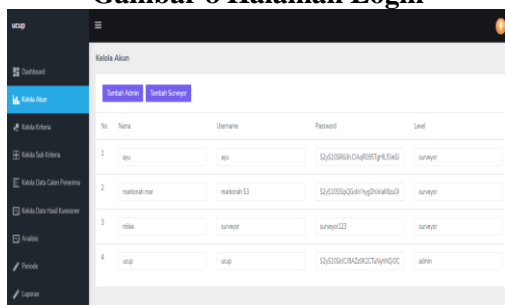 Gambar 8 Halaman Login
ucup
Kelola Akun
Dashboard
Kelola Akun
Kelola Kriteria
Kelola Sub Kriteria
Kelola Data Calon Penerima
Kelola Data Hasil Kuesioner
Analisis
Periode
Laporan
Tambah Admin Tambah Surveyor
No Nama Username Password Level
1 ayu ayu surveyor
2 markonah mar markonah 53 surveyor
3 milea surveyor surveyor123 surveyor
4 ucup ucup admin